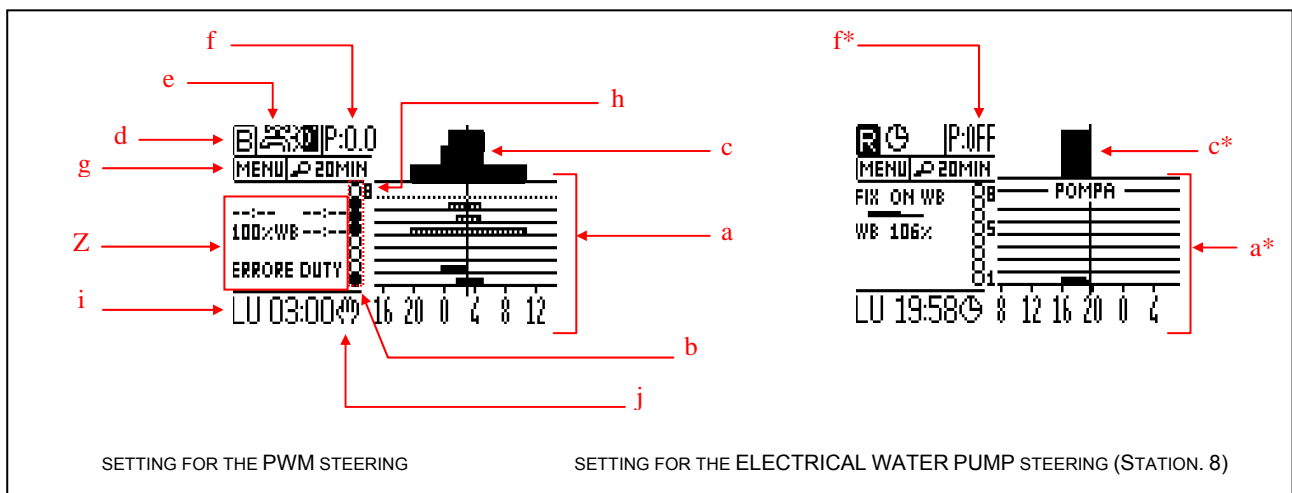 f
f*
e
h
d
B P:0.0
R P:OFF
c
c*
g
MENU 20MIN
MENU 20MIN
8
FIX ON WB
8
POMPA
--:-- --:--
Z
100%WB --:--
WB 106%
5
a
a*
ERRORE DUTY
1
i
LU 03:00
16 20 0 4 8 12
LU 19:58
8 12 16 20 0 4
b
j
SETTING FOR THE PWM STEERING
SETTING FOR THE ELECTRICAL WATER PUMP STEERING (STATION. 8)